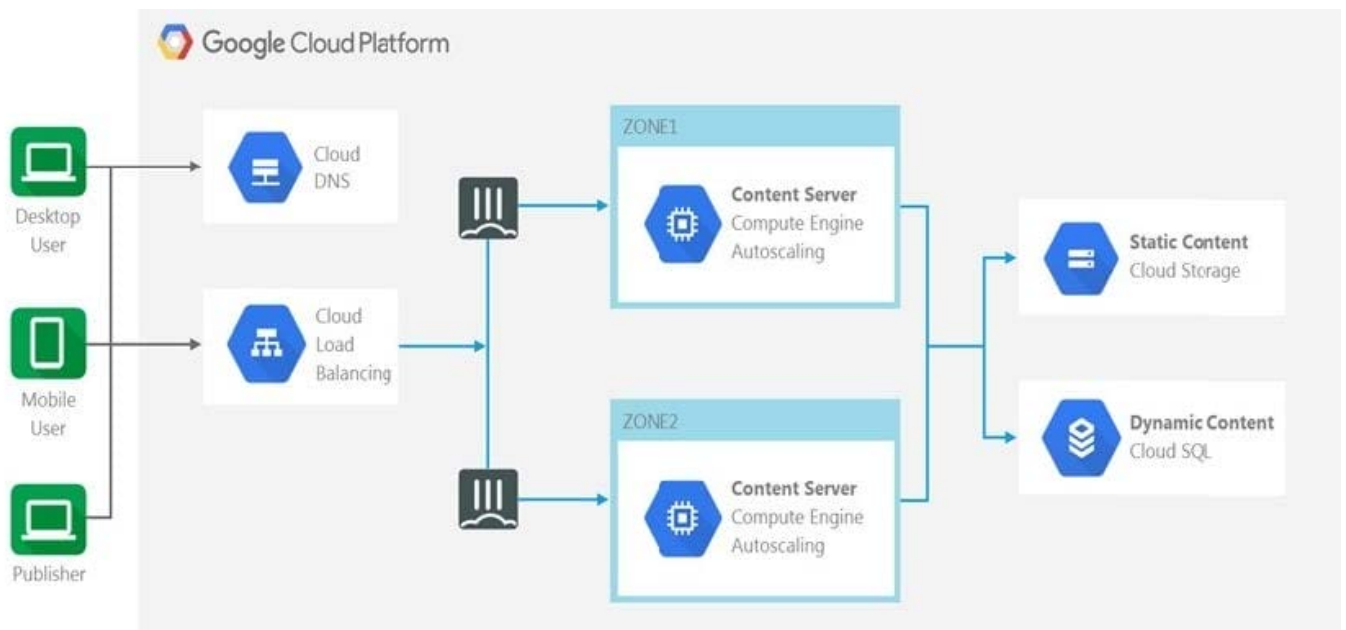 Google Cloud Platform
Desktop
User
Mobile
User
Publisher
Cloud
DNS
Cloud
Load
Balancing
ZONE1
Content Server
Compute Engine
Autoscaling
ZONE2
Content Server
Compute Engine
Autoscaling
Static Content
Cloud Storage
Dynamic Content
Cloud SQL